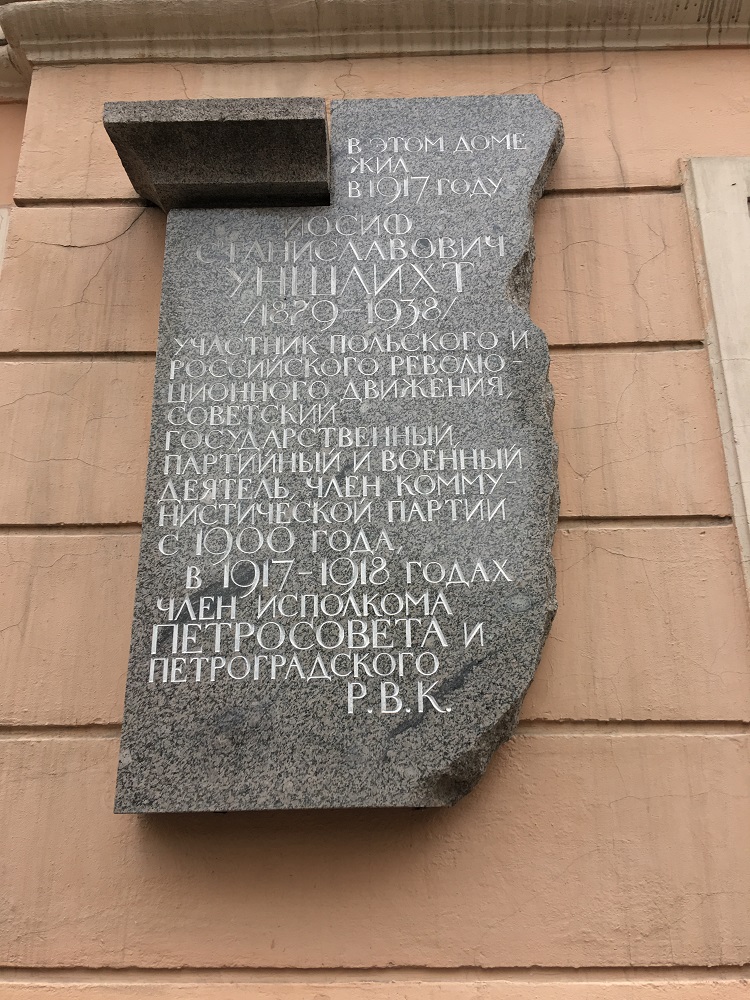 В ЭТОМ ДОМЕ
ЖИЛ
В 1917 ГОДУ
ИОСИФ
СТАНИСЛАВОВИЧ
УНШЛИХТ
/1879-1938/
УЧАСТНИК ПОЛЬСКОГО И
РОССИЙСКОГО РЕВОЛЮ-
ЦИОННОГО ДВИЖЕНИЯ,
СОВЕТСКИЙ
ГОСУДАРСТВЕННЫЙ,
ПАРТИЙНЫЙ И ВОЕННЫЙ
ДЕЯТЕЛЬ, ЧЛЕН КОММУ-
НИСТИЧЕСКОЙ ПАРТИИ
С 1900 ГОДА,
В 1917-1918 ГОДАХ
ЧЛЕН ИСПОЛКОМА
ПЕТРОСОВЕТА И
ПЕТРОГРАДСКОГО
Р.В.К.